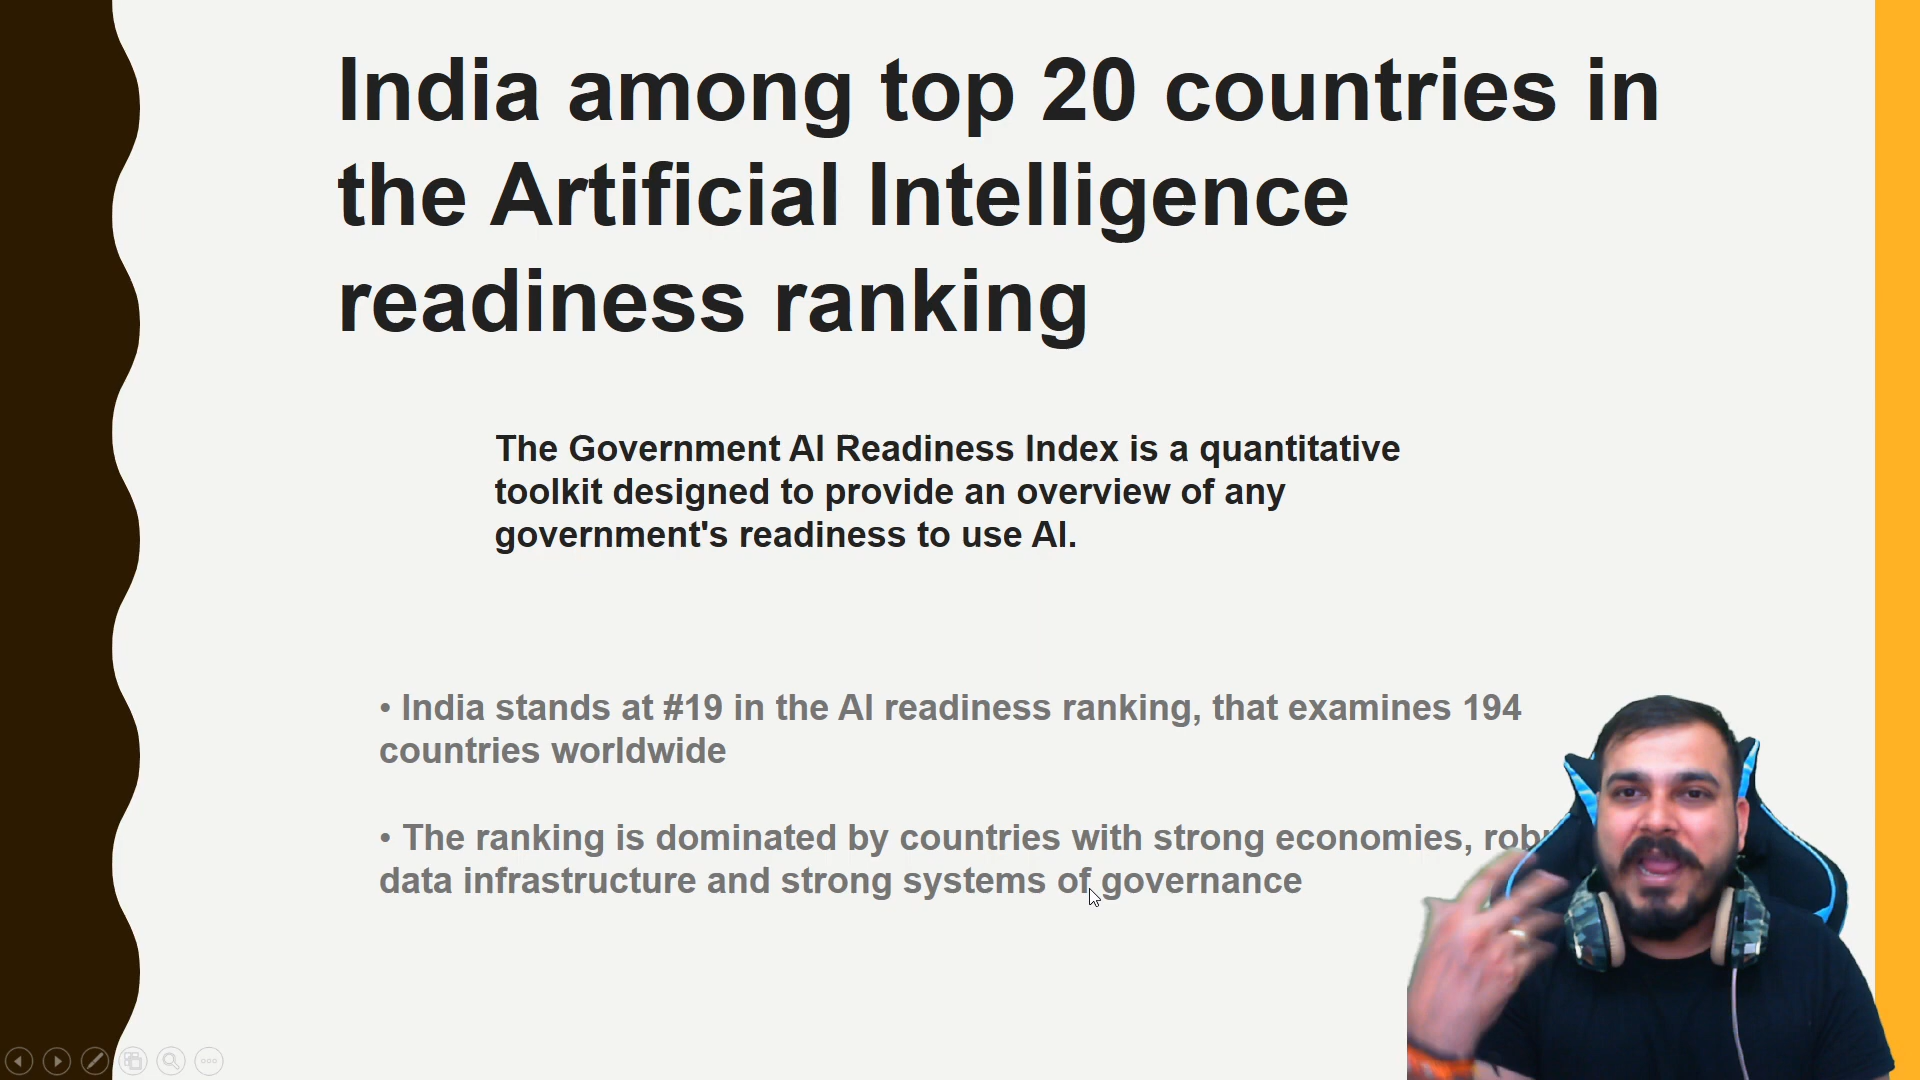 India among top 20 countries in
the Artificial Intelligence
readiness ranking
The Government AI Readiness Index is a quantitative
toolkit designed to provide an overview of any
government's readiness to use AI.
• India stands at #19 in the AI readiness ranking, that examines 194
countries worldwide
• The ranking is dominated by countries with strong economies,
data infrastructure and strong systems of governance